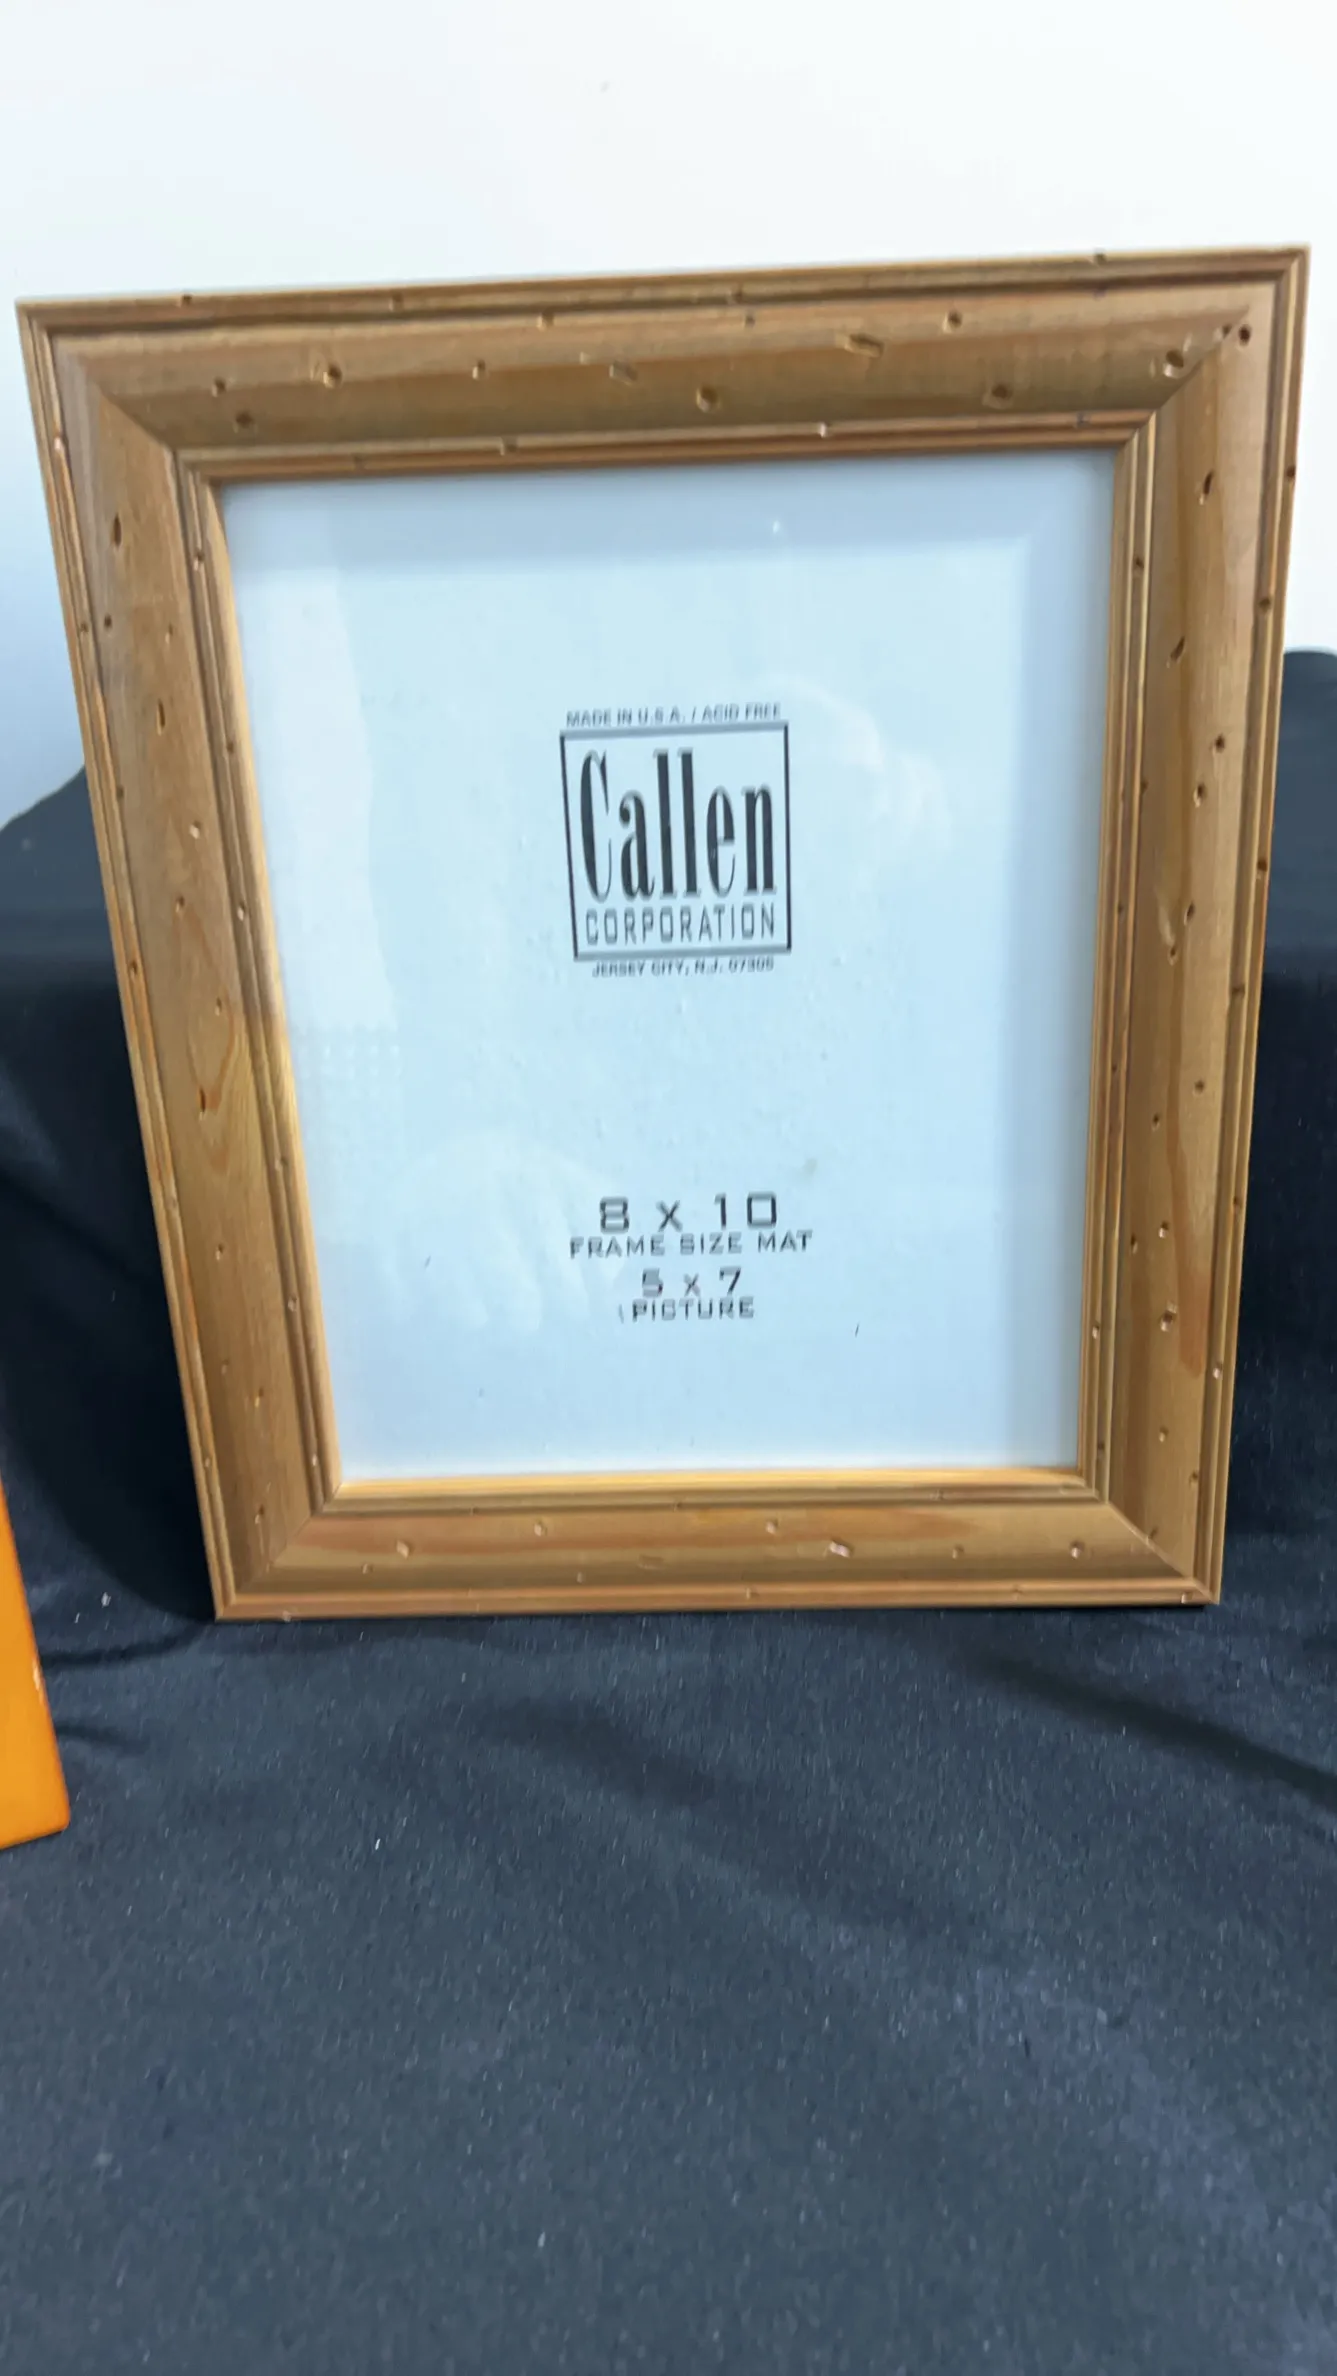 MADE IN U.S.A. / ACID FREE
Callen
CORPORATION
JERSEY CITY, N.J. 07305
8 x 10
FRAME SIZE MAT
5 x 7
PICTURE